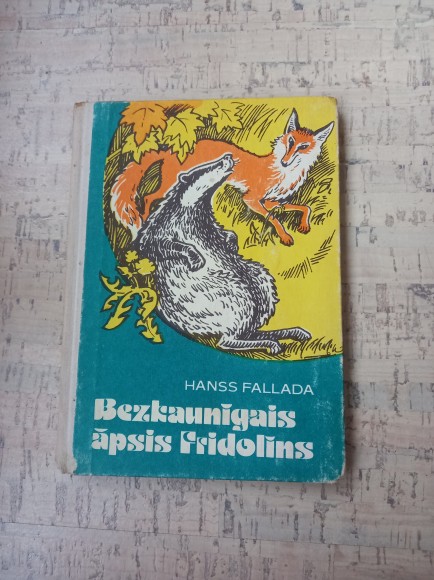 HANSS FALLADA
Bezkaunīgais
āpsis Fridolīns